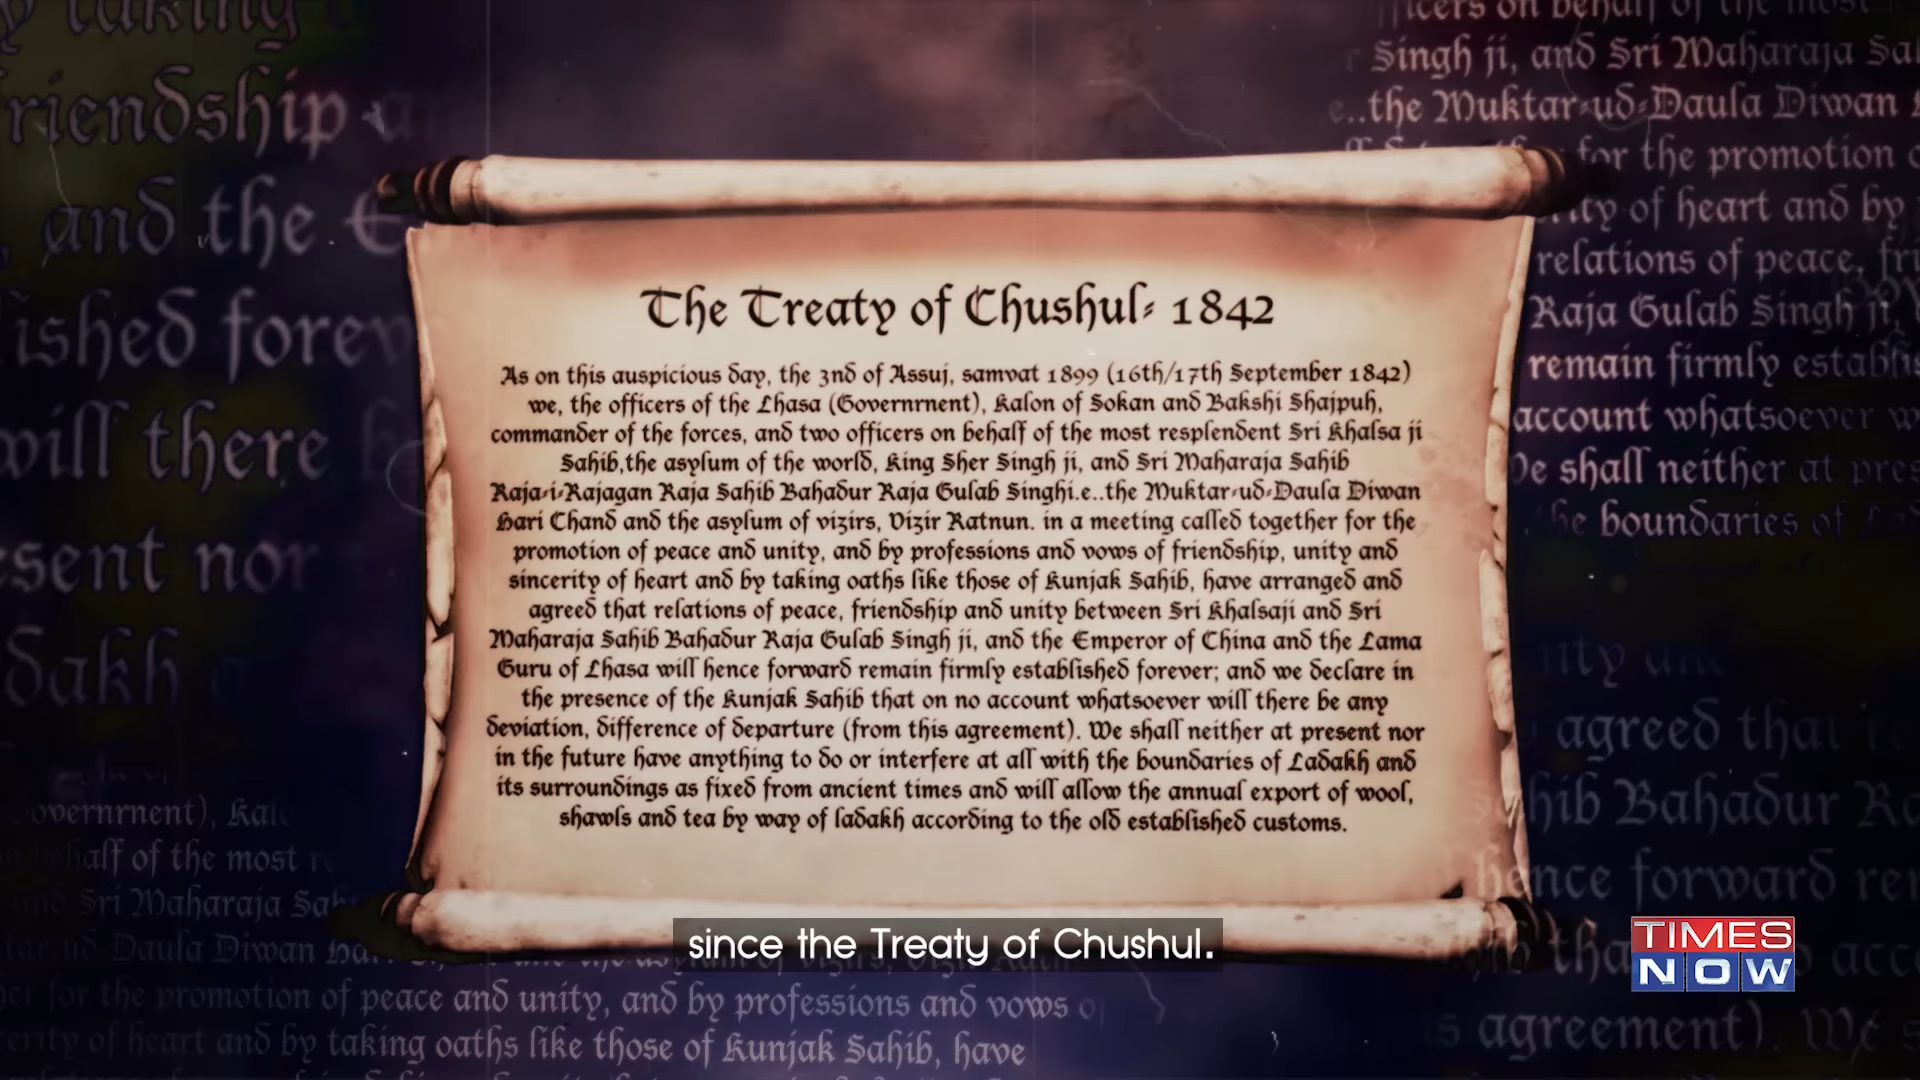 The Treaty of Chushul- 1842
As on this auspicious day, the 3nd of Assuj, samvat 1899 (16th/17th September 1842)
we, the officers of the Lhasa (Governrnent), Kalon of Sokan and Bakshi Shajpuh,
commander of the forces, and two officers on behalf of the most resplendent Sri Khalsa ji
Sahib,the asylum of the world, King Sher Singh ji, and Sri Maharaja Sahib
Raja-i-Rajagan Raja Sahib Bahadur Raja Gulab Singhi.e..the Muktar-ud-Daula Diwan
Hari Chand and the asylum of vizirs, Vizir Ratnun. in a meeting called together for the
promotion of peace and unity, and by professions and vows of friendship, unity and
sincerity of heart and by taking oaths like those of Kunjak Sahib, have arranged and
agreed that relations of peace, friendship and unity between Sri Khalsaji and Sri
Maharaja Sahib Bahadur Raja Gulab Singh ji, and the Emperor of China and the Lama
Guru of Lhasa will hence forward remain firmly established forever; and we declare in
the presence of the Kunjak Sahib that on no account whatsoever will there be any
deviation, difference of departure (from this agreement). We shall neither at present nor
in the future have anything to do or interfere at all with the boundaries of Ladakh and
its surroundings as fixed from ancient times and will allow the annual export of wool,
shawls and tea by way of ladakh according to the old established customs.
since the Treaty of Chushul.
TIMES
NOW